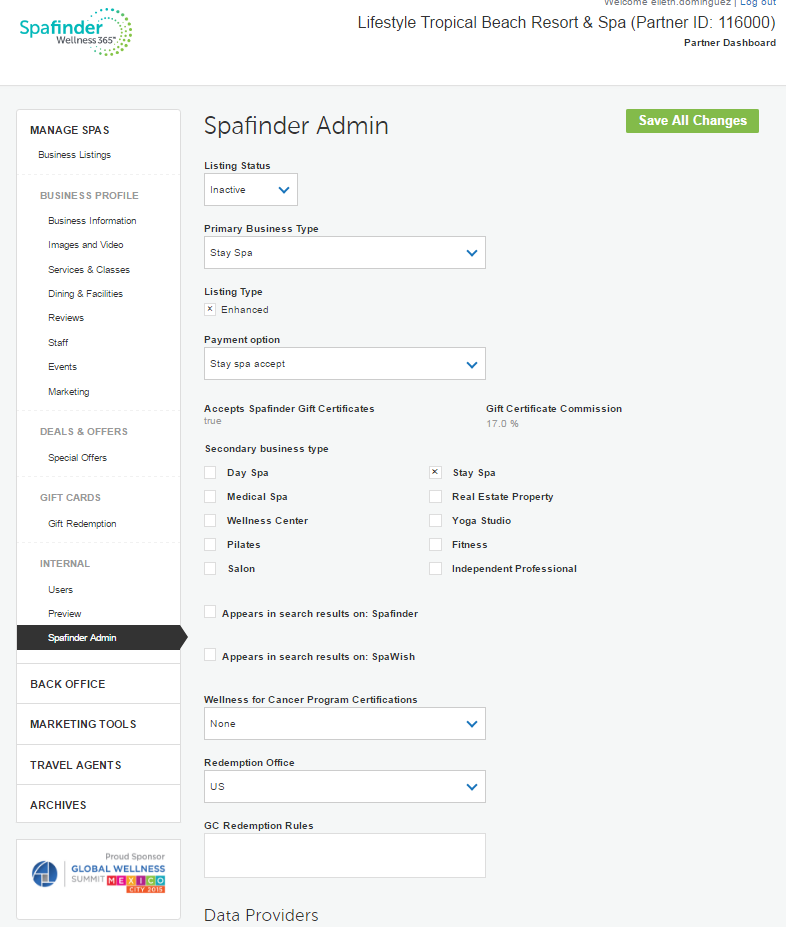 Welcome elieth.dominguez | Log out
Spafinder
Wellness 365™
Lifestyle Tropical Beach Resort & Spa (Partner ID: 116000)
Partner Dashboard
MANAGE SPAS
Business Listings
BUSINESS PROFILE
Business Information
Images and Video
Services & Classes
Dining & Facilities
Reviews
Staff
Events
Marketing
DEALS & OFFERS
Special Offers
GIFT CARDS
Gift Redemption
INTERNAL
Users
Preview
Spafinder Admin
BACK OFFICE
MARKETING TOOLS
TRAVEL AGENTS
ARCHIVES
Proud Sponsor
GLOBAL WELLNESS
SUMMIT MEXICO
CITY 2015
Spafinder Admin
Save All Changes
Listing Status
Inactive
Primary Business Type
Stay Spa
Listing Type
Enhanced
Payment option
Stay spa accept
Accepts Spafinder Gift Certificates
true
Gift Certificate Commission
17.0 %
Secondary business type
Day Spa
Stay Spa
Medical Spa
Real Estate Property
Wellness Center
Yoga Studio
Pilates
Fitness
Salon
Independent Professional
Appears in search results on: Spafinder
Appears in search results on: SpaWish
Wellness for Cancer Program Certifications
None
Redemption Office
US
GC Redemption Rules
Data Providers